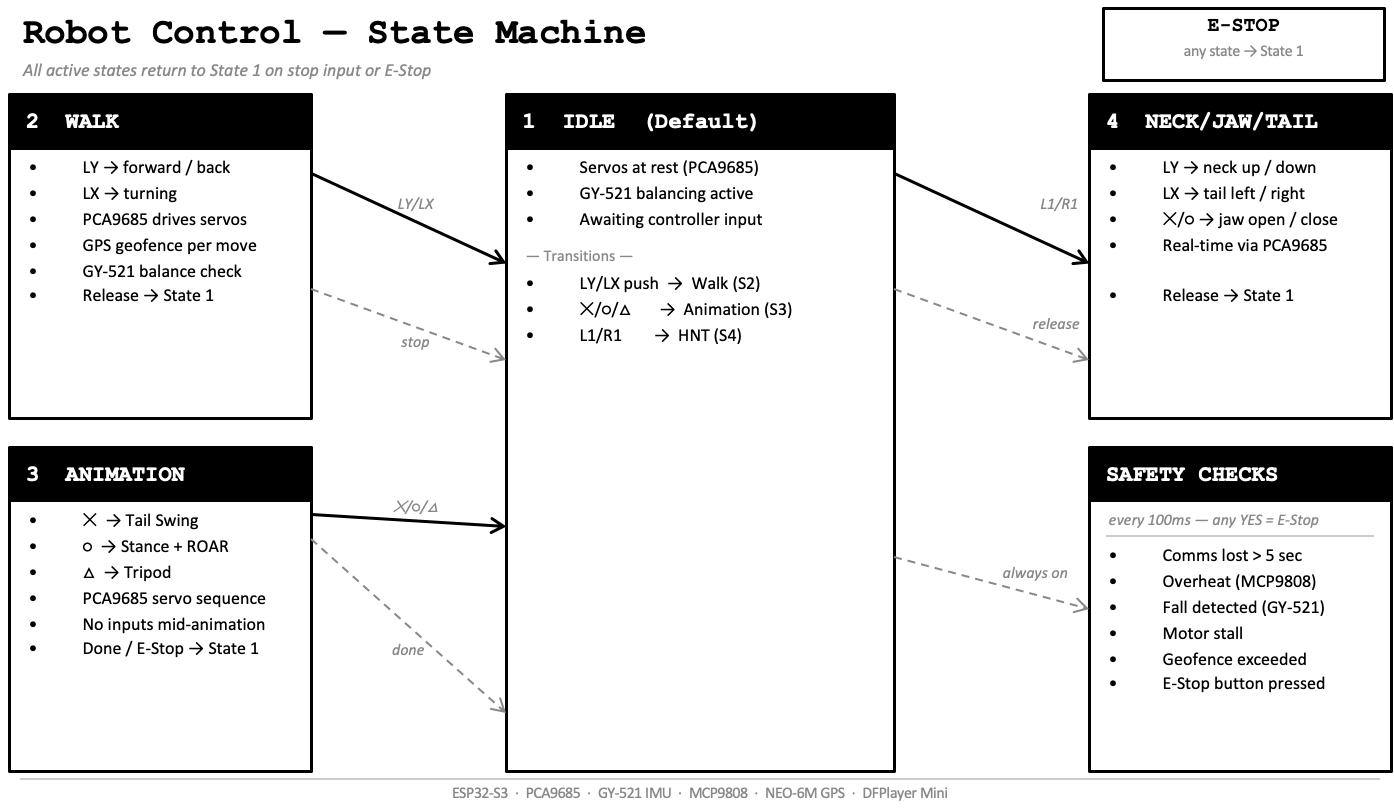 Robot Control — State Machine
All active states return to State 1 on stop input or E-Stop
E-STOP
any state → State 1
2 WALK
• LY → forward / back
• LX → turning
• PCA9685 drives servos
• GPS geofence per move
• GY-521 balance check
• Release → State 1
LY/LX
stop
1 IDLE (Default)
• Servos at rest (PCA9685)
• GY-521 balancing active
• Awaiting controller input
— Transitions —
• LY/LX push → Walk (S2)
• ✕/○/△ → Animation (S3)
• L1/R1 → HNT (S4)
L1/R1
release
4 NECK/JAW/TAIL
• LY → neck up / down
• LX → tail left / right
• ✕/○ → jaw open / close
• Real-time via PCA9685
• Release → State 1
3 ANIMATION
• ✕ → Tail Swing
• ○ → Stance + ROAR
• △ → Tripod
• PCA9685 servo sequence
• No inputs mid-animation
• Done / E-Stop → State 1
✕/○/△
done
always on
SAFETY CHECKS
every 100ms — any YES = E-Stop
• Comms lost > 5 sec
• Overheat (MCP9808)
• Fall detected (GY-521)
• Motor stall
• Geofence exceeded
• E-Stop button pressed
ESP32-S3 · PCA9685 · GY-521 IMU · MCP9808 · NEO-6M GPS · DFPlayer Mini